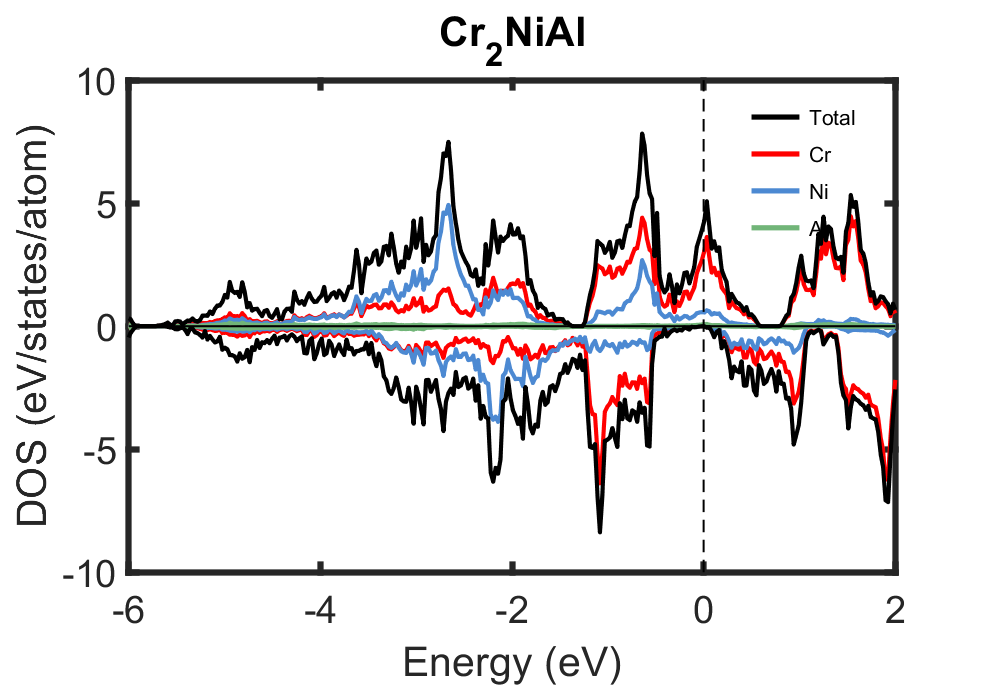 Cr2NiAl
DOS (eV/states/atom)
10
5
0
-5
-10
-6
-4
-2
0
2
Energy (eV)
Total
Cr
Ni